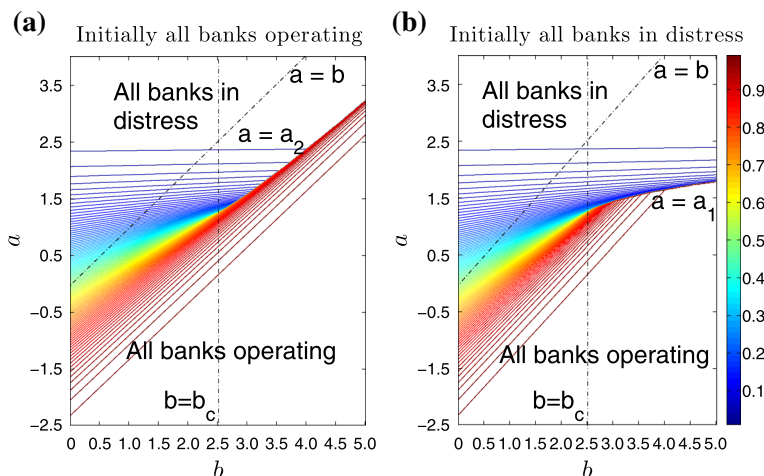 (a) Initially all banks operating
3.5
2.5
1.5
0.5
−0.5
−1.5
−2.5
a
All banks in
distress
a = b
a = a2
All banks operating
b=bc
0 0.5 1.0 1.5 2.0 2.5 3.0 3.5 4.0 4.5 5.0
b
(b) Initially all banks in distress
3.5
2.5
1.5
0.5
−0.5
−1.5
−2.5
a
All banks in
distress
a = b
a = a1
All banks operating
b=bc
0 0.5 1.0 1.5 2.0 2.5 3.0 3.5 4.0 4.5 5.0
b
0.9
0.8
0.7
0.6
0.5
0.4
0.3
0.2
0.1